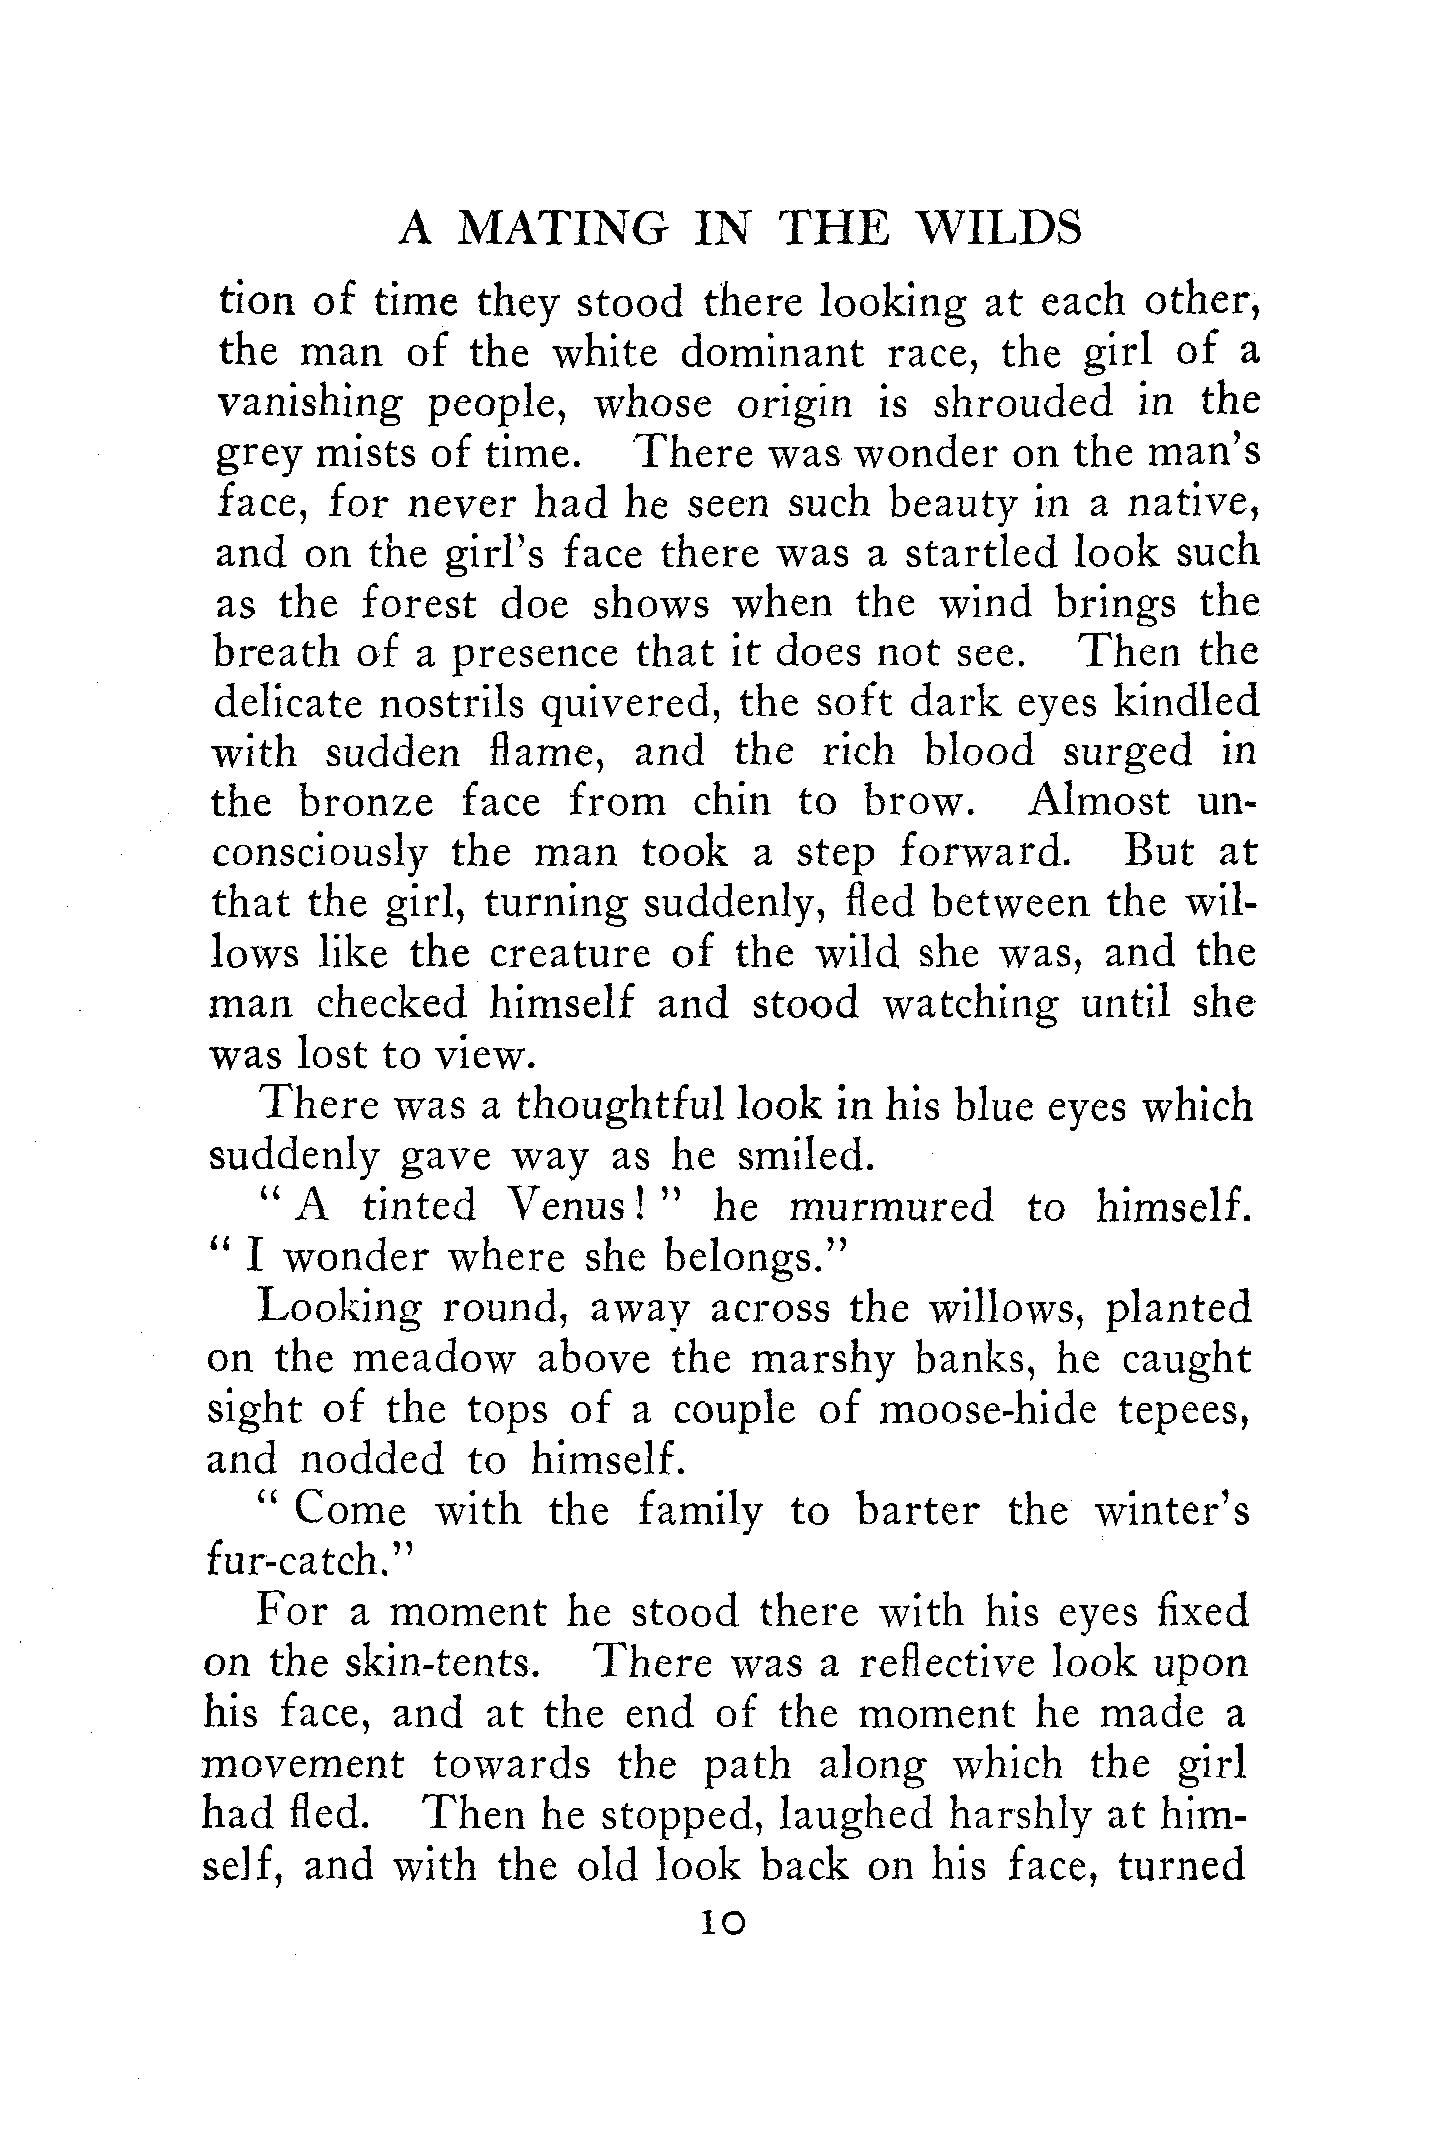 A MATING IN THE WILDS
tion of time they stood there looking at each other,
the man of the white dominant race, the girl of a
vanishing people, whose origin is shrouded in the
grey mists of time. There was wonder on the man's
face, for never had he seen such beauty in a native,
and on the girl's face there was a startled look such
as the forest doe shows when the wind brings the
breath of a presence that it does not see. Then the
delicate nostrils quivered, the soft dark eyes kindled
with sudden flame, and the rich blood surged in
the bronze face from chin to brow. Almost un-
consciously the man took a step forward. But at
that the girl, turning suddenly, fled between the wil-
lows like the creature of the wild she was, and the
man checked himself and stood watching until she
was lost to view.
There was a thoughtful look in his blue eyes which
suddenly gave way as he smiled.
" A tinted Venus! " he murmured to himself.
" I wonder where she belongs."
Looking round, away across the willows, planted
on the meadow above the marshy banks, he caught
sight of the tops of a couple of moose-hide tepees,
and nodded to himself.
" Come with the family to barter the winter's
fur-catch."
For a moment he stood there with his eyes fixed
on the skin-tents. There was a reflective look upon
his face, and at the end of the moment he made a
movement towards the path along which the girl
had fled. Then he stopped, laughed harshly at him-
self, and with the old look back on his face, turned
10